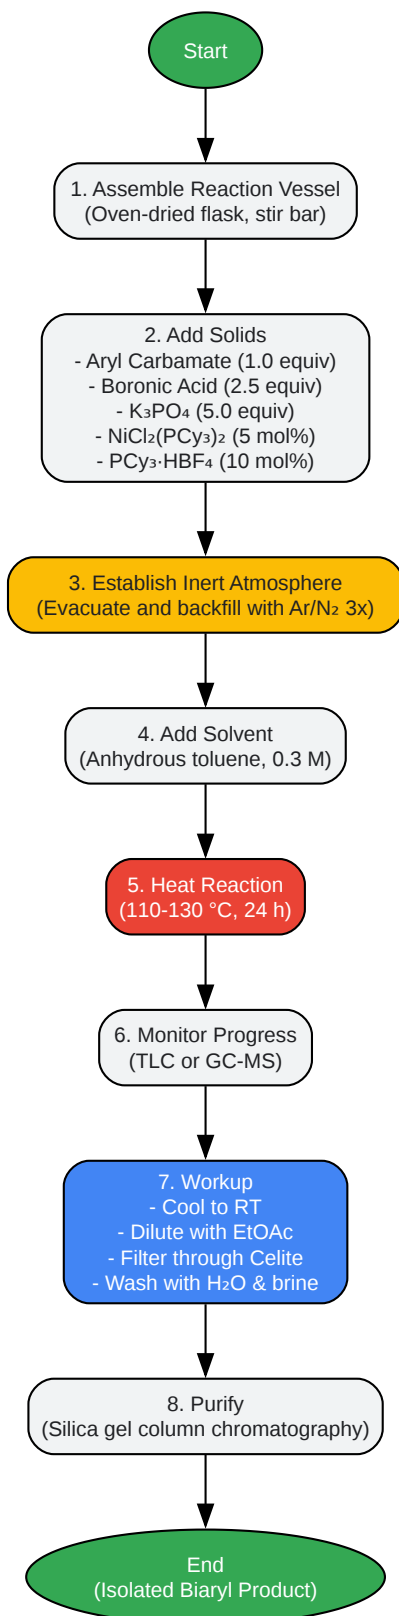 Start
1. Assemble Reaction Vessel
(Oven-dried flask, stir bar)
2. Add Solids
- Aryl Carbamate (1.0 equiv)
- Boronic Acid (2.5 equiv)
- K₃PO₄ (5.0 equiv)
- NiCl₂(PCy₃)₂ (5 mol%)
- PCy₃·HBF₄ (10 mol%)
3. Establish Inert Atmosphere
(Evacuate and backfill with Ar/N₂ 3x)
4. Add Solvent
(Anhydrous toluene, 0.3 M)
5. Heat Reaction
(110-130 °C, 24 h)
6. Monitor Progress
(TLC or GC-MS)
7. Workup
- Cool to RT
- Dilute with EtOAc
- Filter through Celite
- Wash with H₂O & brine
8. Purify
(Silica gel column chromatography)
End
(Isolated Biaryl Product)